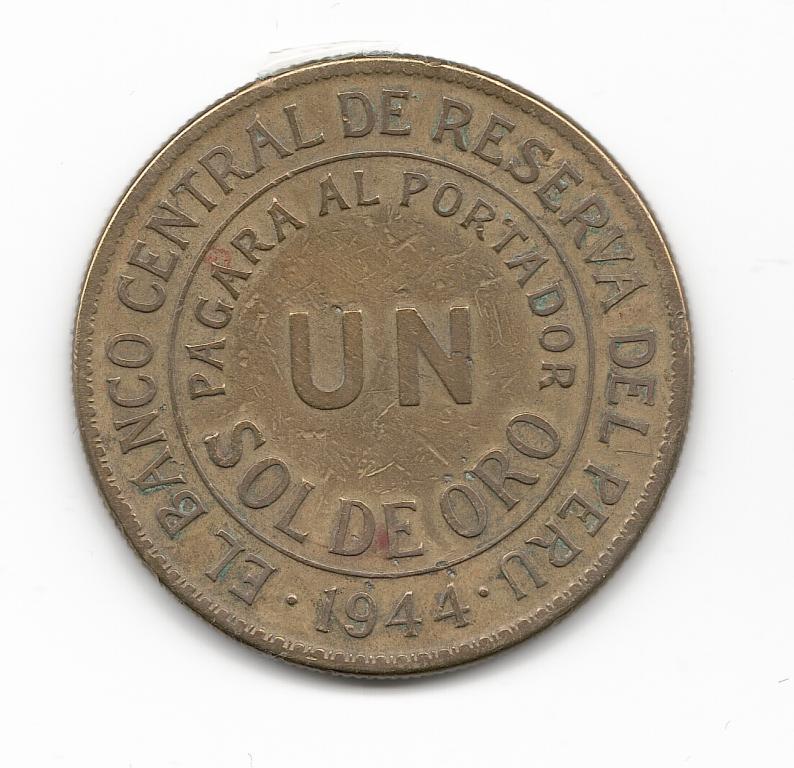 EL BANCO CENTRAL DE RESERVA DEL PERU
PAGARA AL PORTADOR
UN
SOL DE ORO
· 1944 ·